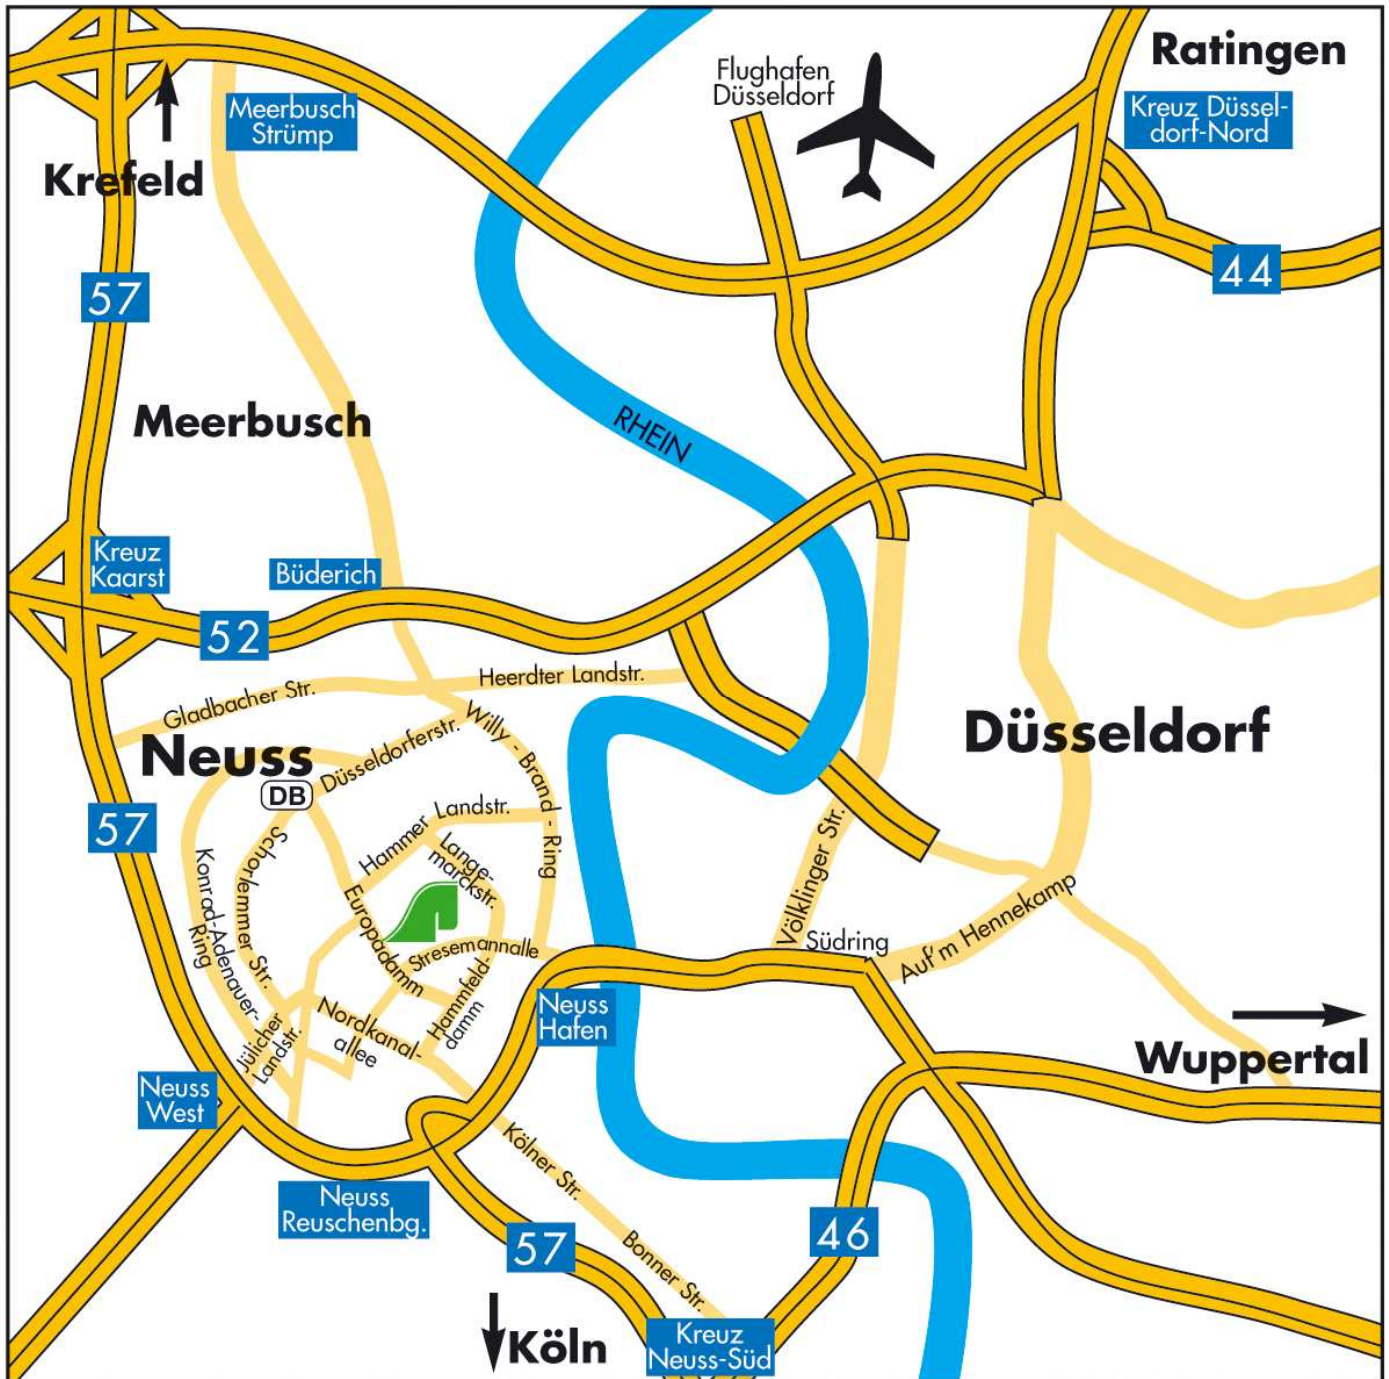 Ratingen
Flughafen
Düsseldorf
Kreuz Düssel-
dorf-Nord
Meerbusch
Strümp
Krefeld
44
57
Meerbusch
RHEIN
Kreuz
Kaarst
Büderich
52
Heerdter Landstr.
Gladbacher Str.
Willy - Brand - Ring
Düsseldorf
Neuss
Düsseldorferstr.
DB
57
Hammer Landstr.
Lange-
marckstr.
Schorlemmer Str.
Konrad-Adenauer-
Ring
Europadamm
Völklinger Str.
Südring
Auf'm Hennekamp
Stresemannalle
Hammfeld-
damm
Nordkanal-
allee
Jülicher
Landstr.
Neuss
Hafen
Wuppertal
Neuss
West
Kölner Str.
Neuss
Reuschenbg.
57
46
Bonner Str.
Köln
Kreuz
Neuss-Süd